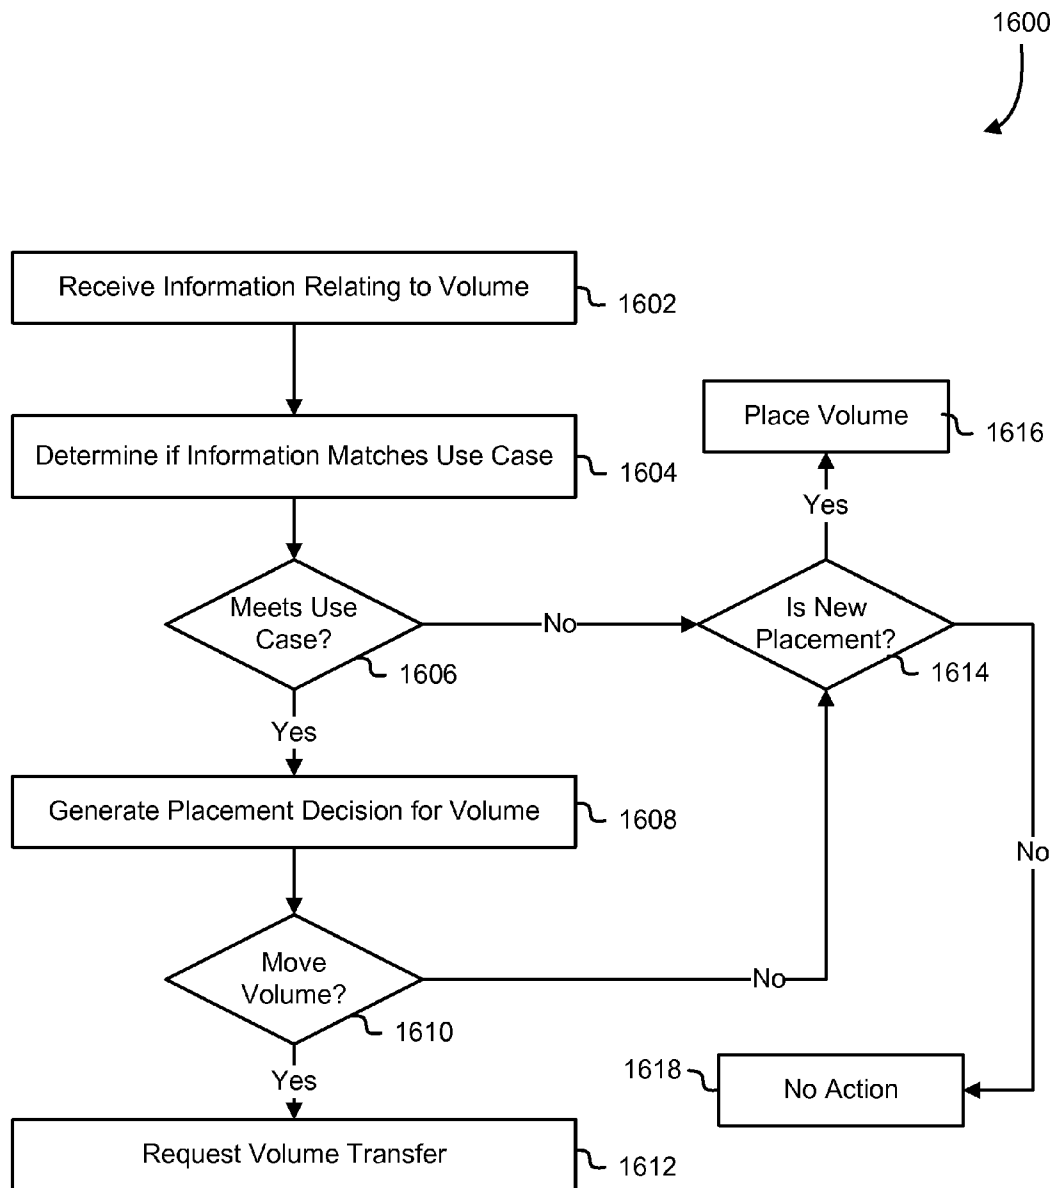 1600
Receive Information Relating to Volume
1602
Determine if Information Matches Use Case
1604
Place Volume
1616
Yes
Meets Use
Case?
1606
No
Is New
Placement?
1614
Yes
Generate Placement Decision for Volume
1608
No
Move
Volume?
1610
No
Yes
1618
No Action
Request Volume Transfer
1612